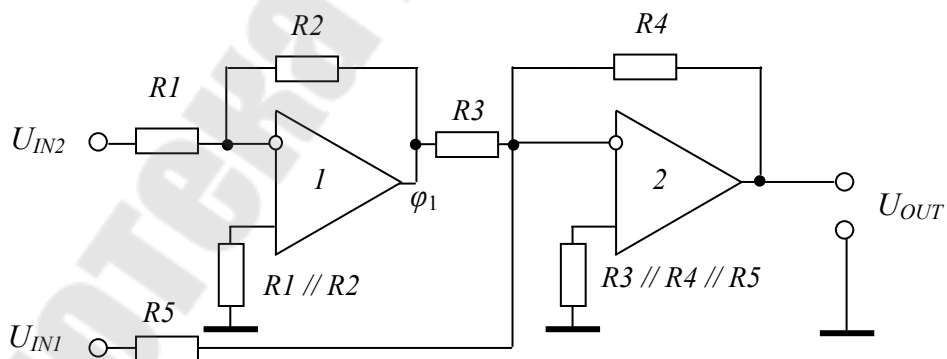 R2
R4
R1
R3
U_IN2
1
2
φ1
U_OUT
R1 // R2
R3 // R4 // R5
R5
U_IN1